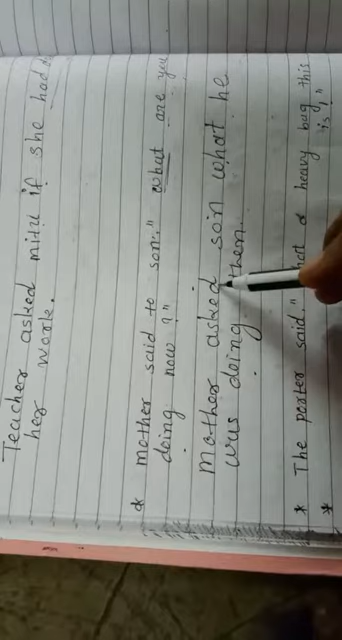 Teacher asked mitu if she had
her work.
* Mother said to son:" What are you
doing now ?"
Mother asked son what he
was doing then.
* The porter said," a heavy bag this
is !"
*